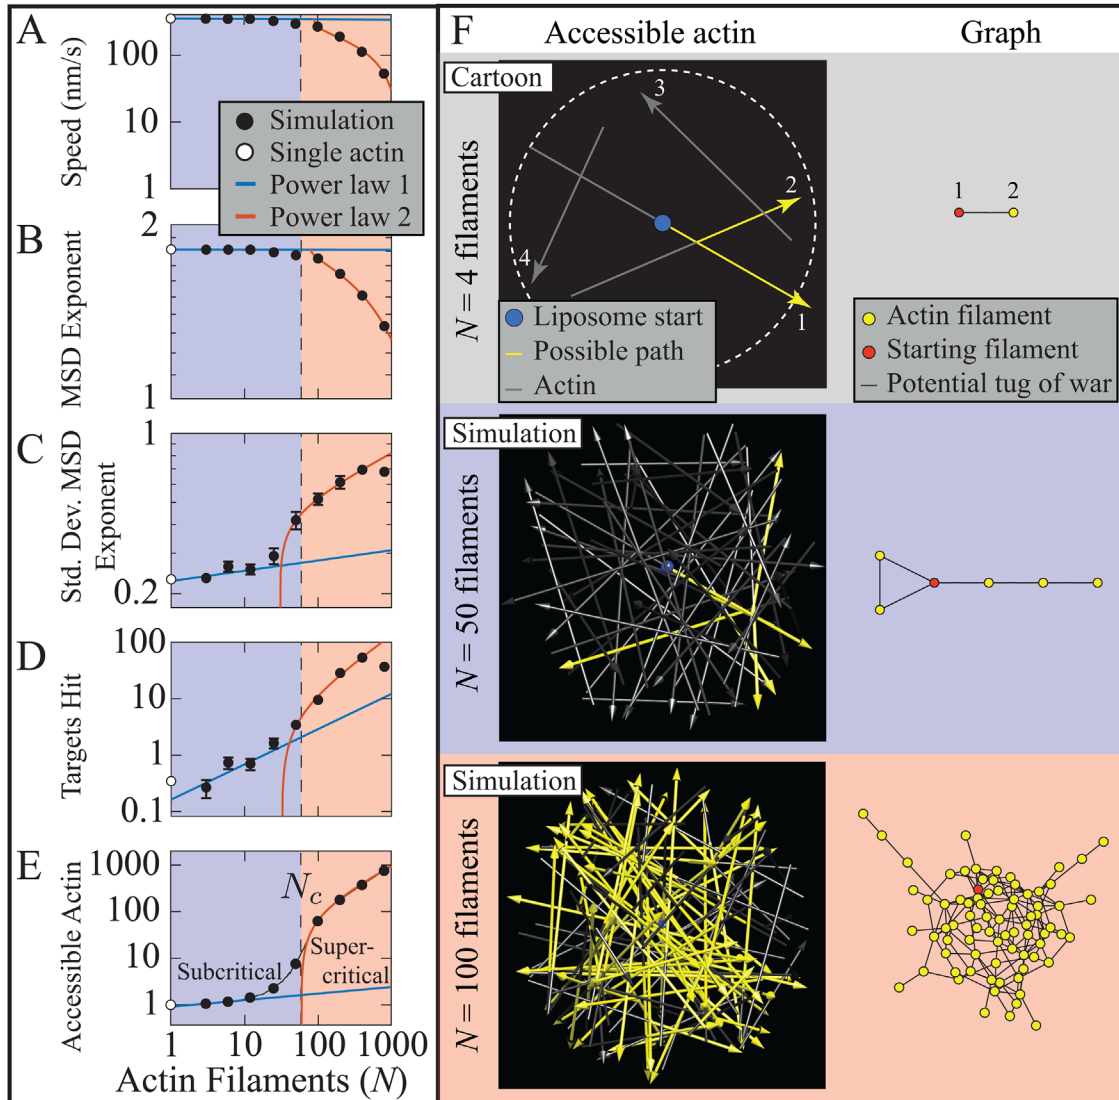 A
Speed (nm/s)
100
10
1
Simulation
Single actin
Power law 1
Power law 2
B
MSD Exponent
2
1
C
Std. Dev. MSD
Exponent
1
0.2
D
Targets Hit
100
10
1
0.1
E
Accessible Actin
1000
100
10
1
Nc
Subcritical
Super-
critical
1 10 100 1000
Actin Filaments (N)
F
Accessible actin
Graph
Cartoon
N = 4 filaments
3
2
4
1
Liposome start
Possible path
Actin
1 2
Actin filament
Starting filament
Potential tug of war
Simulation
N = 50 filaments
Simulation
N = 100 filaments